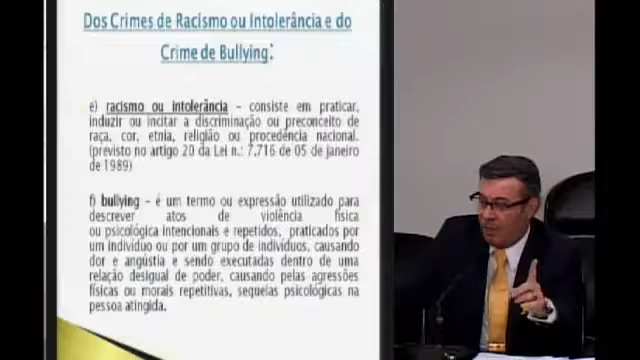 Dos Crimes de Racismo ou Intolerância e do
Crime de Bullying:
e) racismo ou intolerância – consiste em praticar,
induzir ou incitar a discriminação ou preconceito de
raça, cor, etnia, religião ou procedência nacional.
(previsto no artigo 20 da Lei n.: 7.716 de 05 de janeiro
de 1989)
f) bullying – é um termo ou expressão utilizado para
descrever atos de violência física
ou psicológica intencionais e repetidos, praticados por
um indivíduo ou por um grupo de indivíduos, causando
dor e angústia e sendo executadas dentro de uma
relação desigual de poder, causando pelas agressões
físicas ou morais repetitivas, sequelas psicológicas na
pessoa atingida.